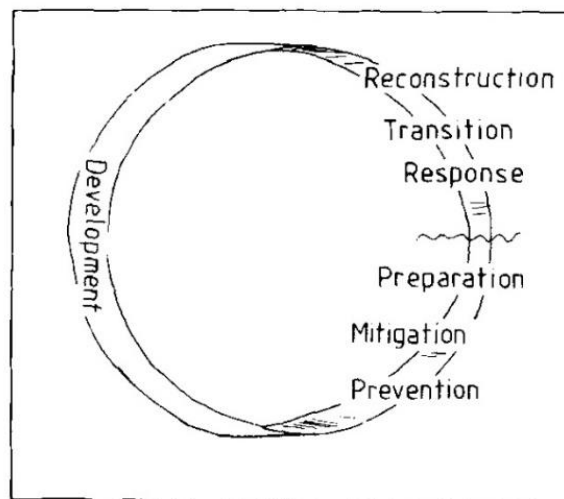 Reconstruction
Transition
Response
Development
Preparation
Mitigation
Prevention